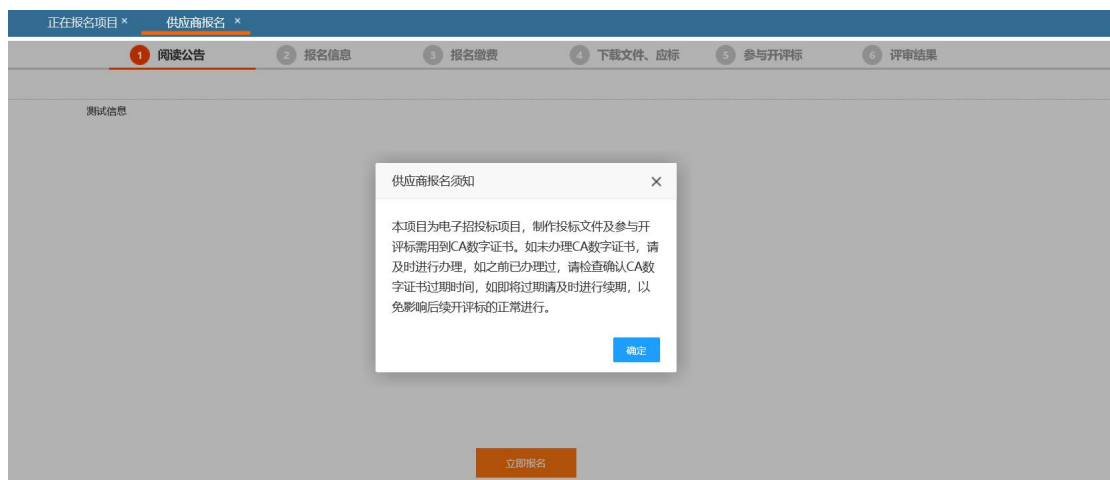 正在报名项目 × 供应商报名 ×
1 阅读公告 2 报名信息 3 报名缴费 4 下载文件、应标 5 参与开评标 6 评审结果
测试信息
供应商报名须知 ×
本项目为电子招投标项目，制作投标文件及参与开
评标需用到CA数字证书。如未办理CA数字证书，请
及时进行办理，如之前已办理过，请检查确认CA数
字证书过期时间，如即将过期请及时进行续期，以
免影响后续开评标的正常进行。
确定
立即报名